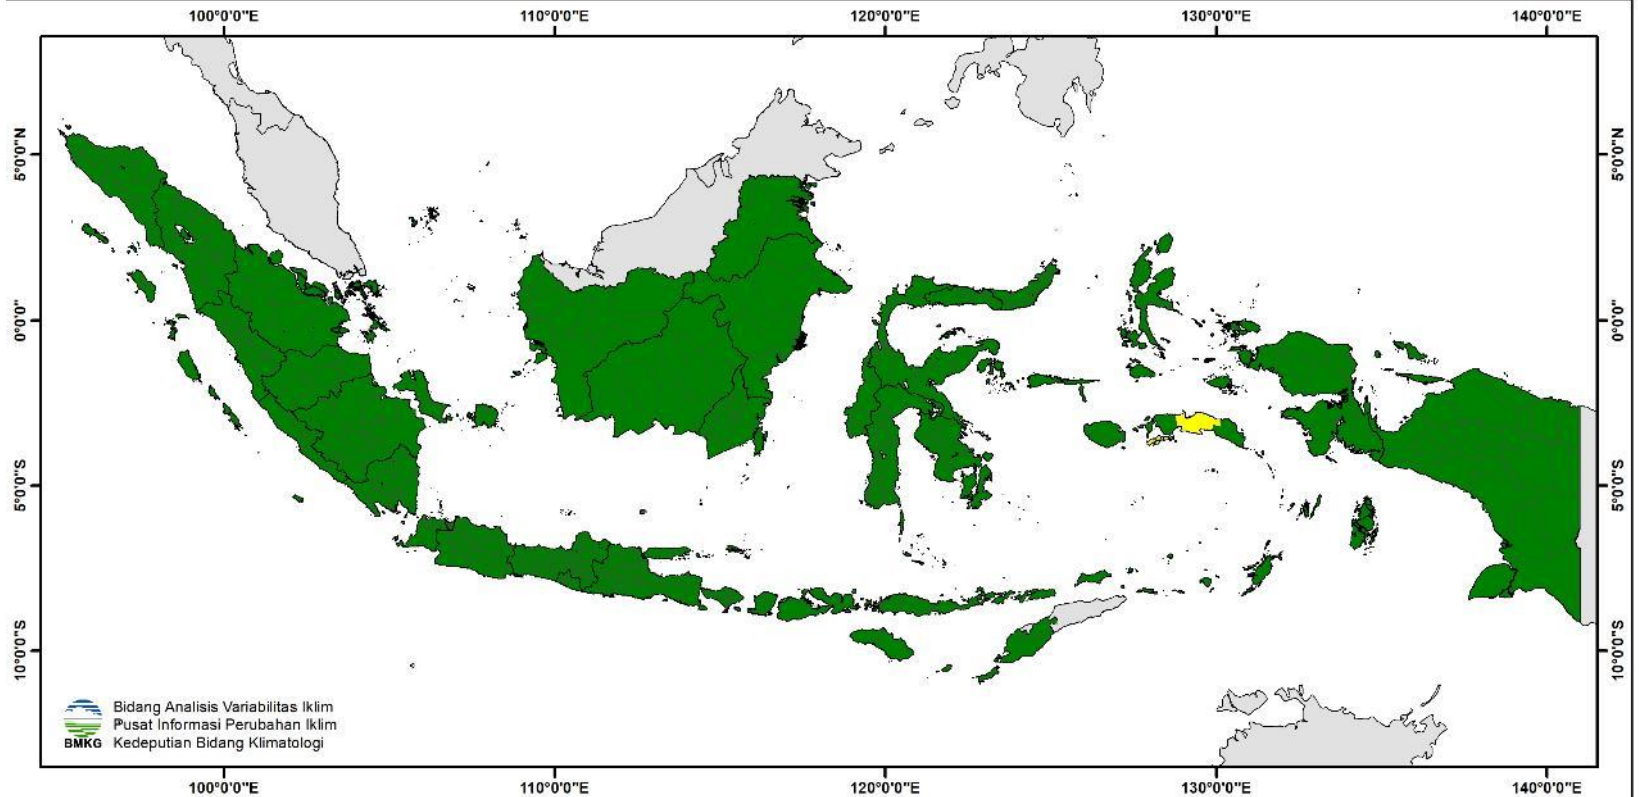 100°0'0"E 110°0'0"E 120°0'0"E 130°0'0"E 140°0'0"E
5°0'0"N 5°0'0"N
0°0'0" 0°0'0"
5°0'0"S 5°0'0"S
10°0'0"S 10°0'0"S
Bidang Analisis Variabilitas Iklim
Pusat Informasi Perubahan Iklim
BMKG Kedeputian Bidang Klimatologi
100°0'0"E 110°0'0"E 120°0'0"E 130°0'0"E 140°0'0"E